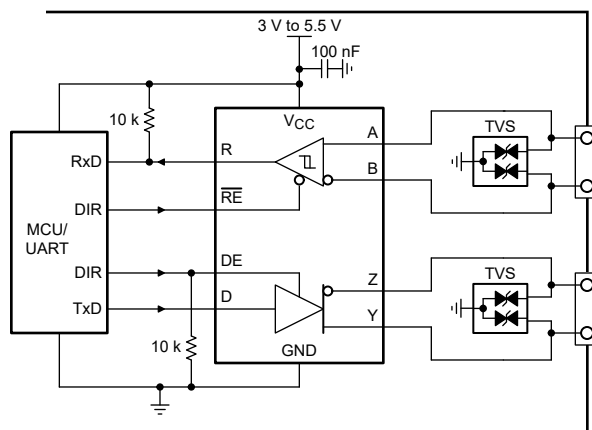 3 V to 5.5 V
100 nF
10 k
VCC
R
A
TVS
RxD
B
DIR
RE
MCU/
UART
DIR
DE
Z
TVS
TxD
D
Y
10 k
GND